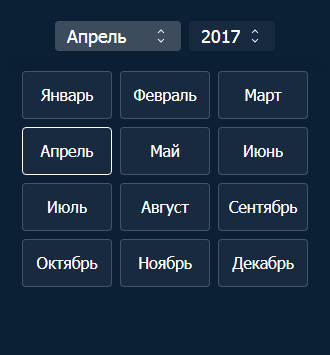 Апрель 2017
Январь Февраль Март
Апрель Май Июнь
Июль Август Сентябрь
Октябрь Ноябрь Декабрь